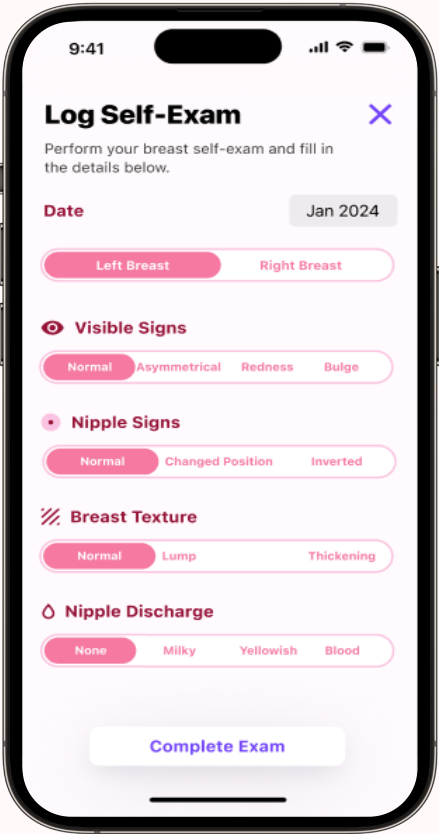 9:41
Log Self-Exam
Perform your breast self-exam and fill in
the details below.
Date Jan 2024
Left Breast Right Breast
Visible Signs
Normal Asymmetrical Redness Bulge
Nipple Signs
Normal Changed Position Inverted
Breast Texture
Normal Lump Thickening
Nipple Discharge
None Milky Yellowish Blood
Complete Exam